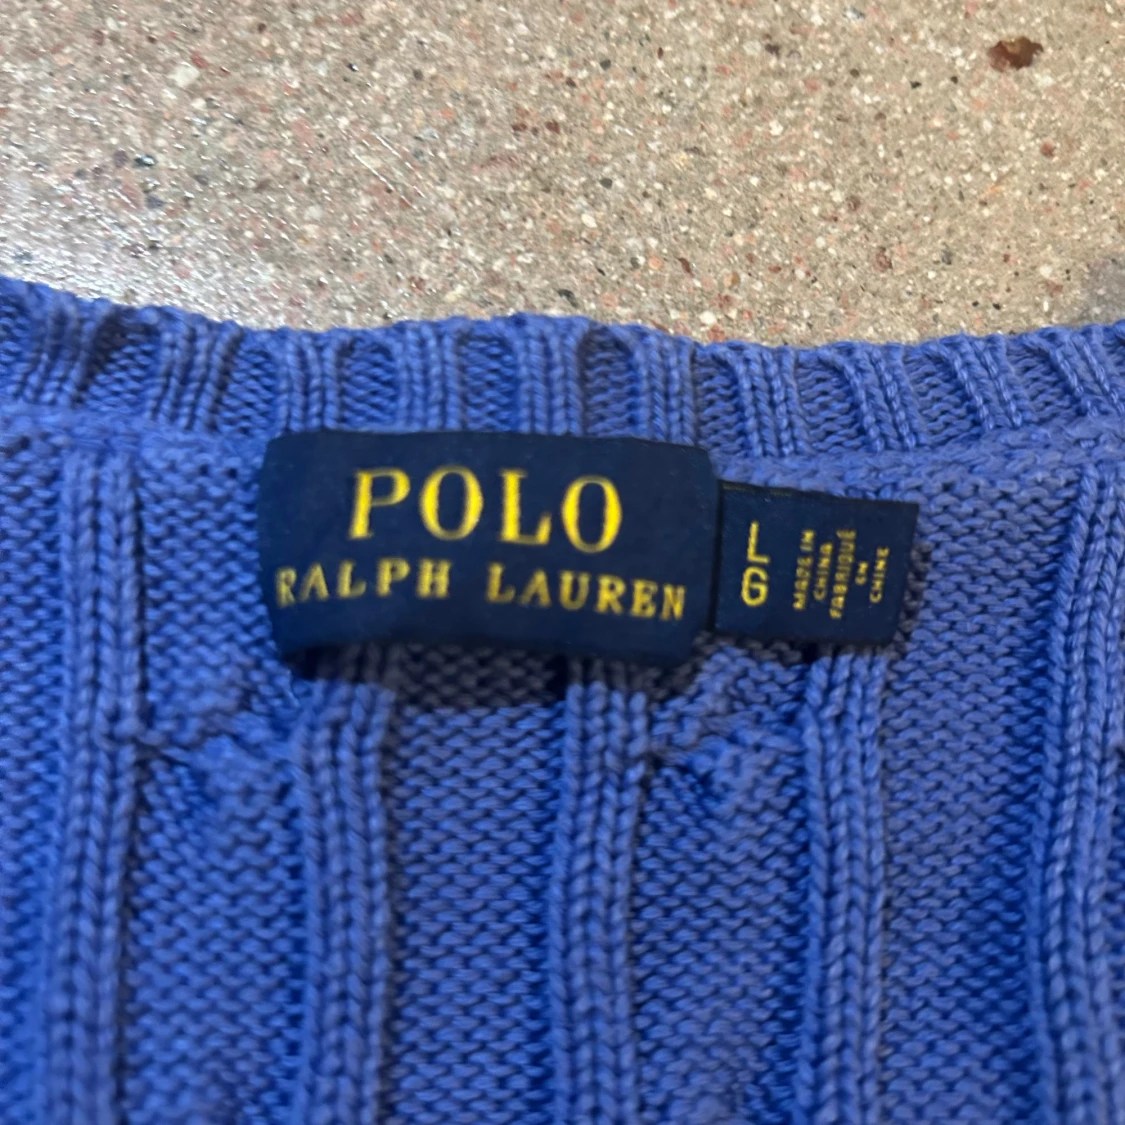 POLO
RALPH LAUREN
L
G
MADE IN
CHINA
FABRIQUÉ
EN
CHINE